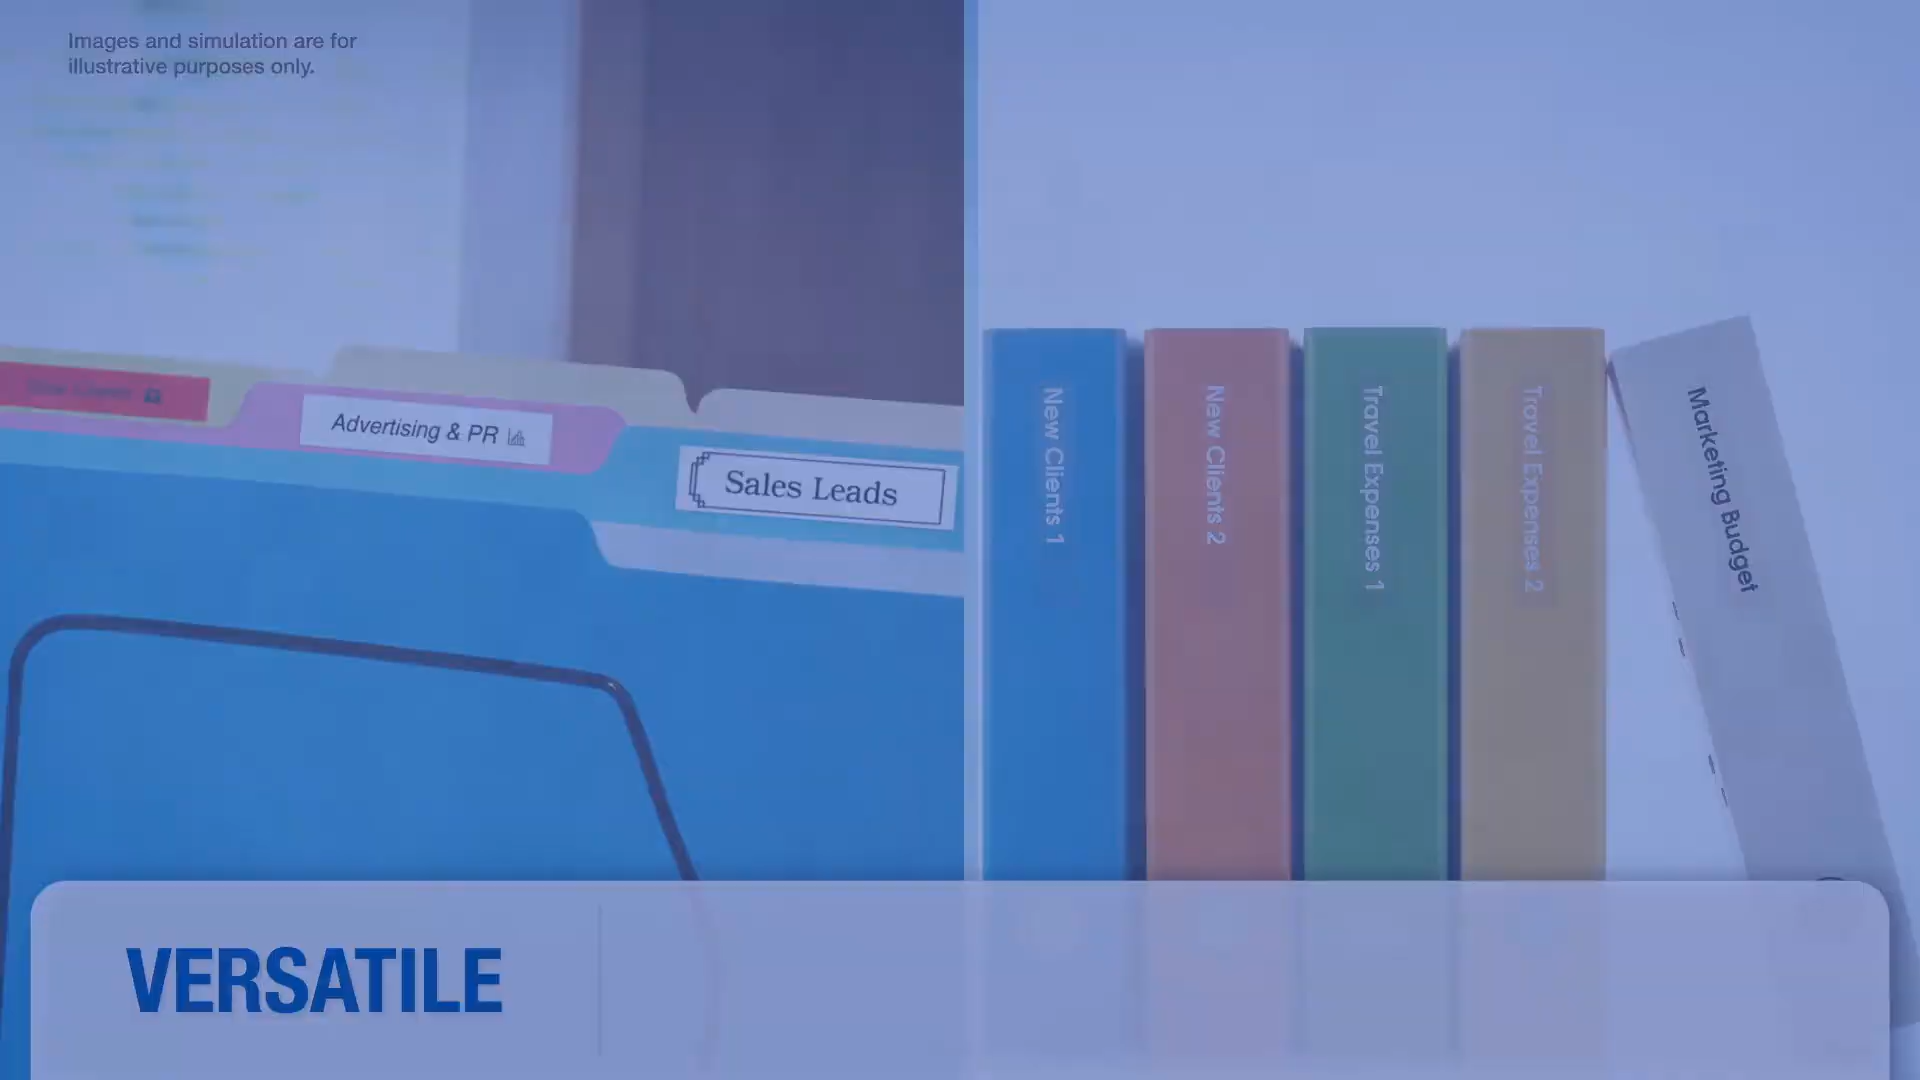 Images and simulation are for
illustrative purposes only.
Advertising & PR
Sales Leads
New Clients 1
New Clients 2
Travel Expenses 1
Travel Expenses 2
Marketing Budget
VERSATILE